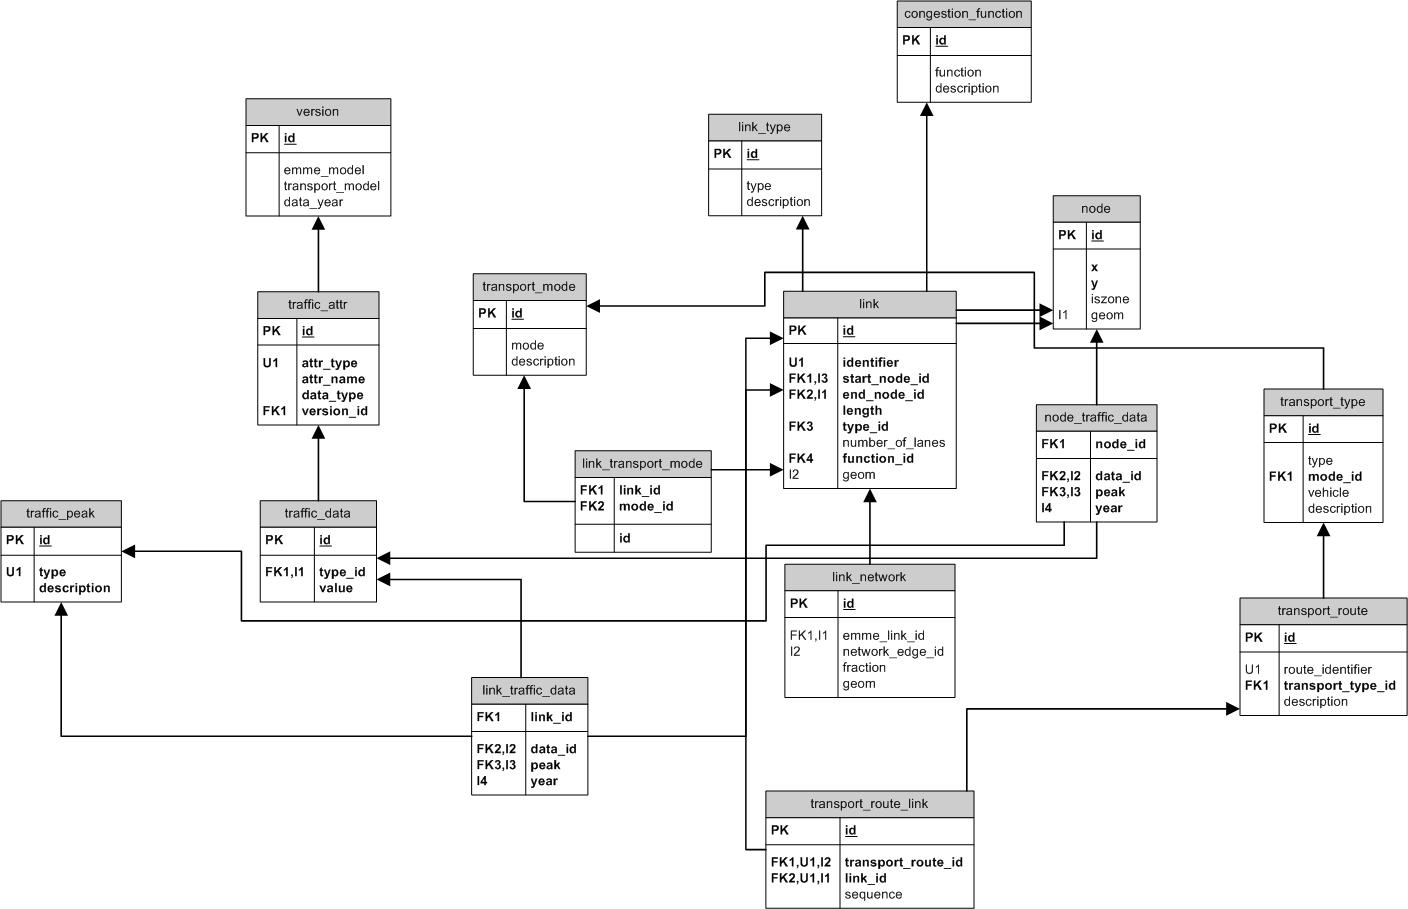 congestion_function
PK id
function
description
version
PK id
emme_model
transport_model
data_year
link_type
PK id
type
description
node
PK id
x
y
iszone
I1 geom
transport_mode
PK id
mode
description
traffic_attr
PK id
U1 attr_type
attr_name
data_type
FK1 version_id
link
PK id
U1 identifier
FK1,I3 start_node_id
FK2,I1 end_node_id
length
FK3 type_id
number_of_lanes
FK4 function_id
I2 geom
transport_type
PK id
type
FK1 mode_id
vehicle
description
node_traffic_data
FK1 node_id
FK2,I2 data_id
FK3,I3 peak
I4 year
link_transport_mode
FK1 link_id
FK2 mode_id
id
traffic_peak
PK id
U1 type
description
traffic_data
PK id
FK1,I1 type_id
value
link_network
PK id
FK1,I1 emme_link_id
I2 network_edge_id
fraction
geom
transport_route
PK id
U1 route_identifier
FK1 transport_type_id
description
link_traffic_data
FK1 link_id
FK2,I2 data_id
FK3,I3 peak
I4 year
transport_route_link
PK id
FK1,U1,I2 transport_route_id
FK2,U1,I1 link_id
sequence